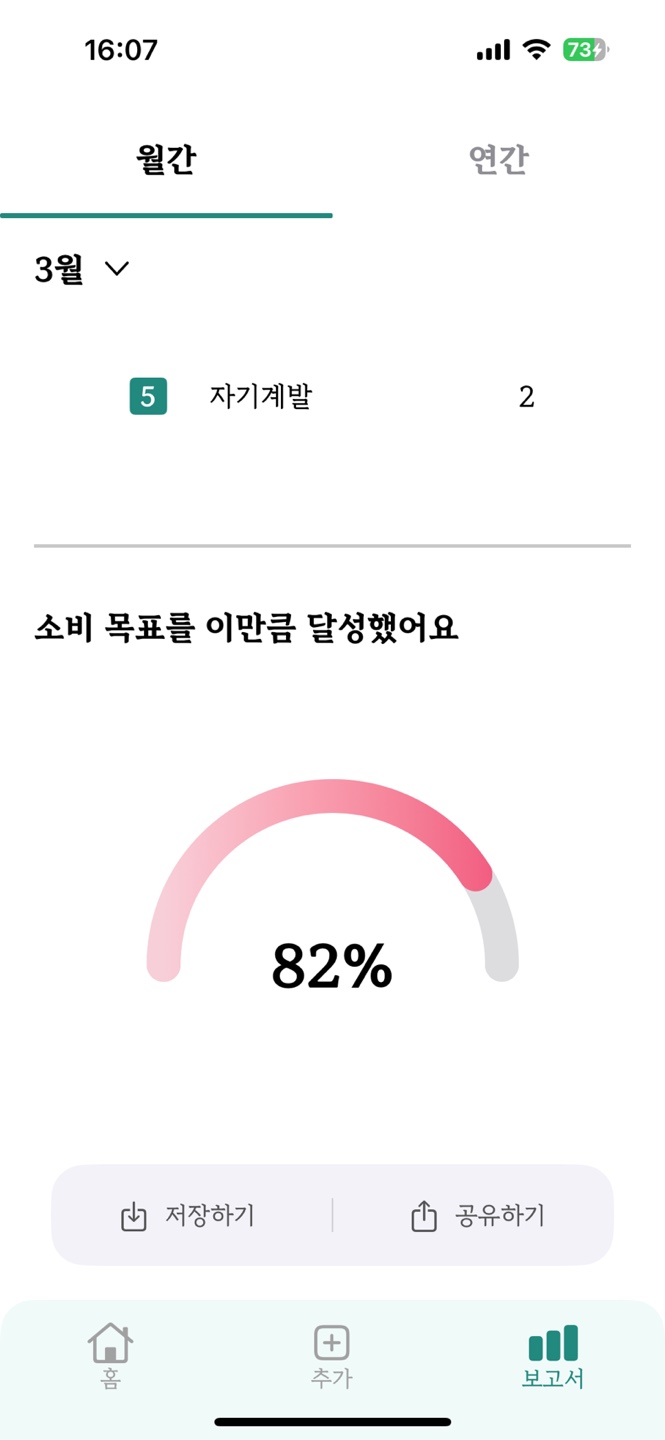 16:07
73
월간
연간
3월
5 자기계발 2
소비 목표를 이만큼 달성했어요
82%
저장하기
공유하기
홈
추가
보고서